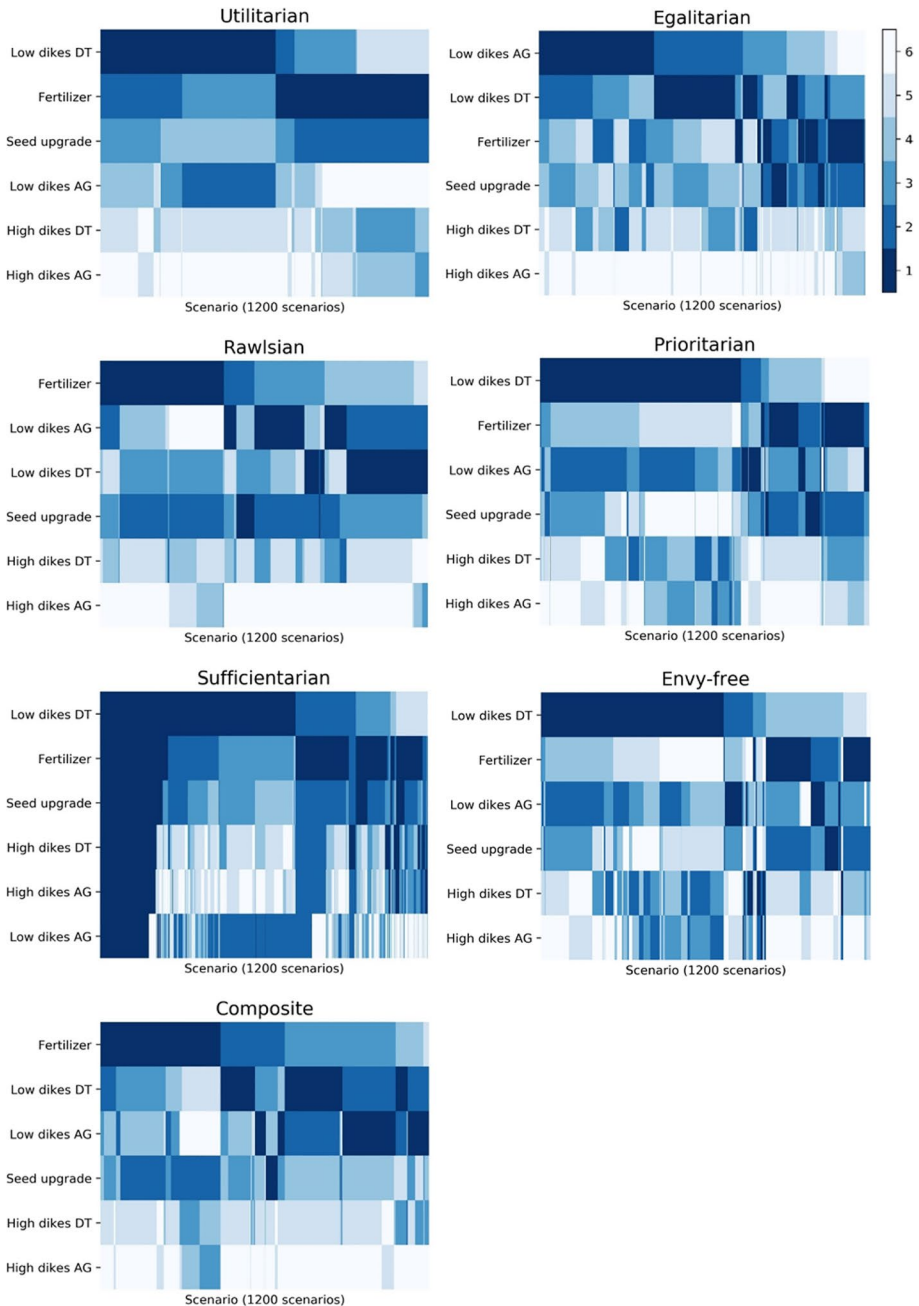 Utilitarian
Low dikes DT
Fertilizer
Seed upgrade
Low dikes AG
High dikes DT
High dikes AG
Scenario (1200 scenarios)
Egalitarian
Low dikes AG
Low dikes DT
Fertilizer
Seed upgrade
High dikes DT
High dikes AG
Scenario (1200 scenarios)
6
5
4
3
2
1
Rawlsian
Fertilizer
Low dikes AG
Low dikes DT
Seed upgrade
High dikes DT
High dikes AG
Scenario (1200 scenarios)
Prioritarian
Low dikes DT
Fertilizer
Low dikes AG
Seed upgrade
High dikes DT
High dikes AG
Scenario (1200 scenarios)
Sufficientarian
Low dikes DT
Fertilizer
Seed upgrade
High dikes DT
High dikes AG
Low dikes AG
Scenario (1200 scenarios)
Envy-free
Low dikes DT
Fertilizer
Low dikes AG
Seed upgrade
High dikes DT
High dikes AG
Scenario (1200 scenarios)
Composite
Fertilizer
Low dikes DT
Low dikes AG
Seed upgrade
High dikes DT
High dikes AG
Scenario (1200 scenarios)